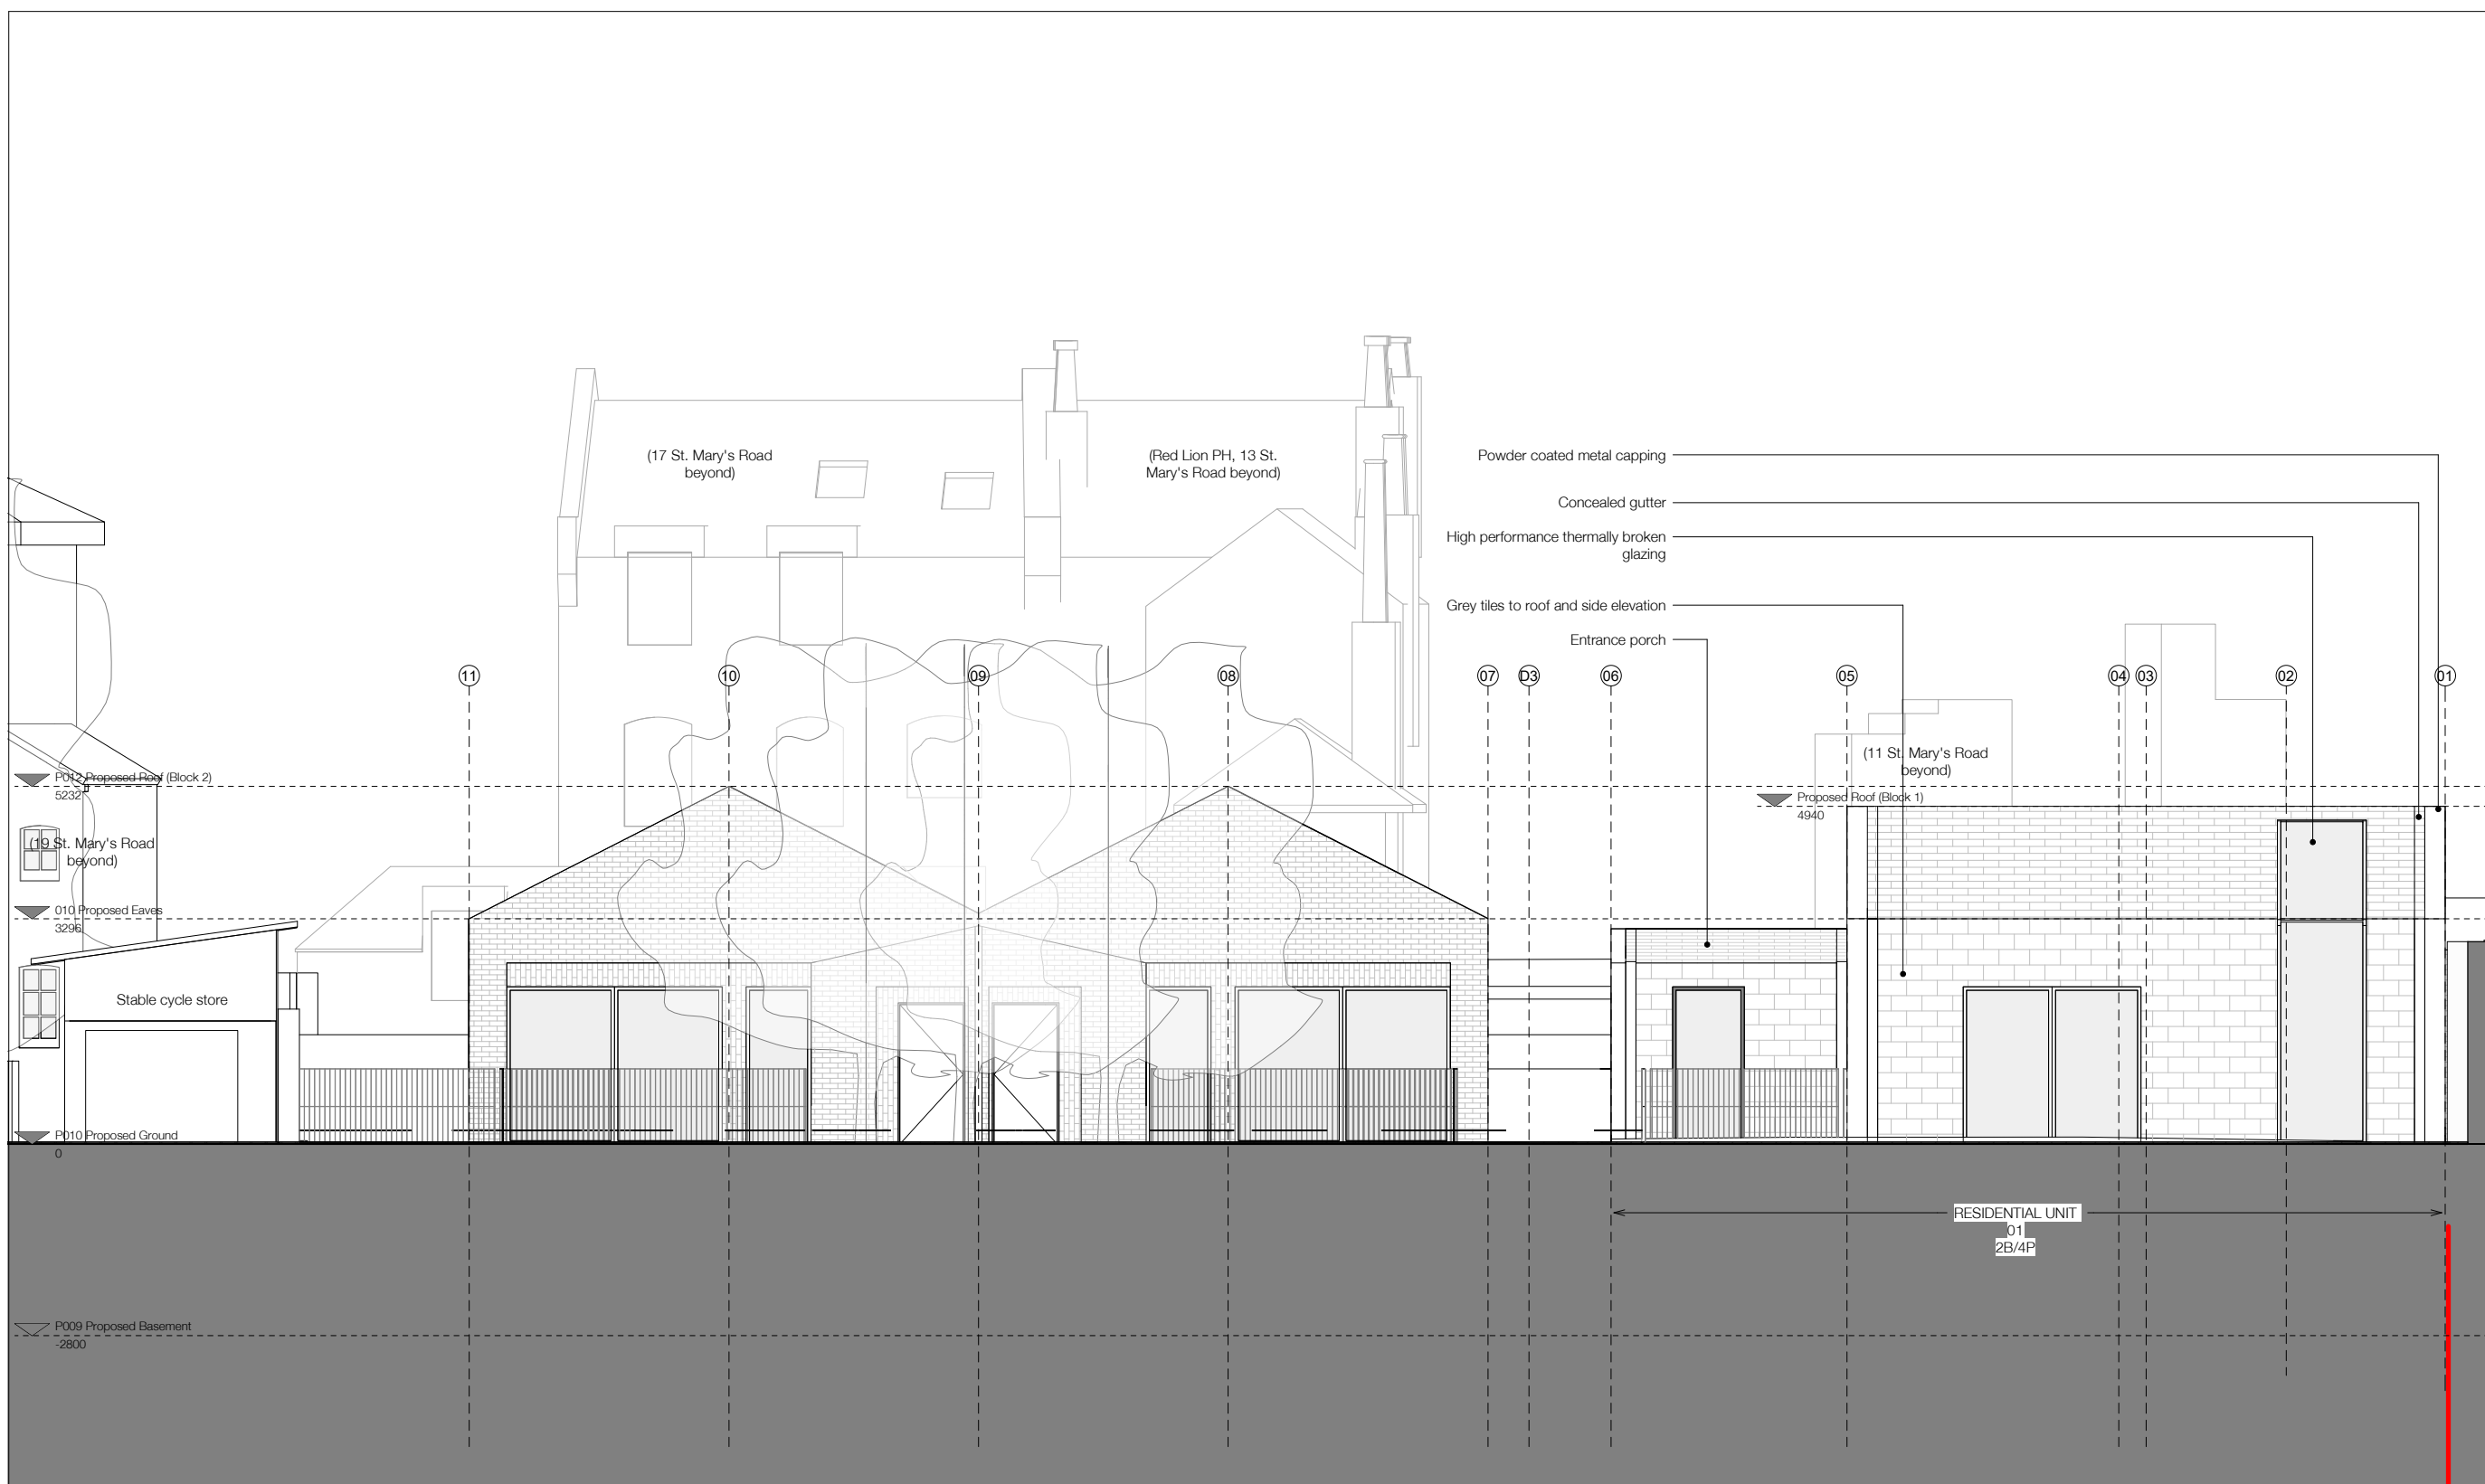 (17 St. Mary's Road
beyond)
(Red Lion PH, 13 St.
Mary's Road beyond)
Powder coated metal capping
Concealed gutter
High performance thermally broken
glazing
Grey tiles to roof and side elevation
Entrance porch
11
10
09
08
07
D3
06
05
04
03
02
01
(11 St. Mary's Road
beyond)
P012 Proposed Roof (Block 2)
5232
Proposed Roof (Block 1)
4940
(19 St. Mary's Road
beyond)
010 Proposed Eaves
3296
Stable cycle store
P010 Proposed Ground
0
RESIDENTIAL UNIT
01
2B/4P
P009 Proposed Basement
-2800